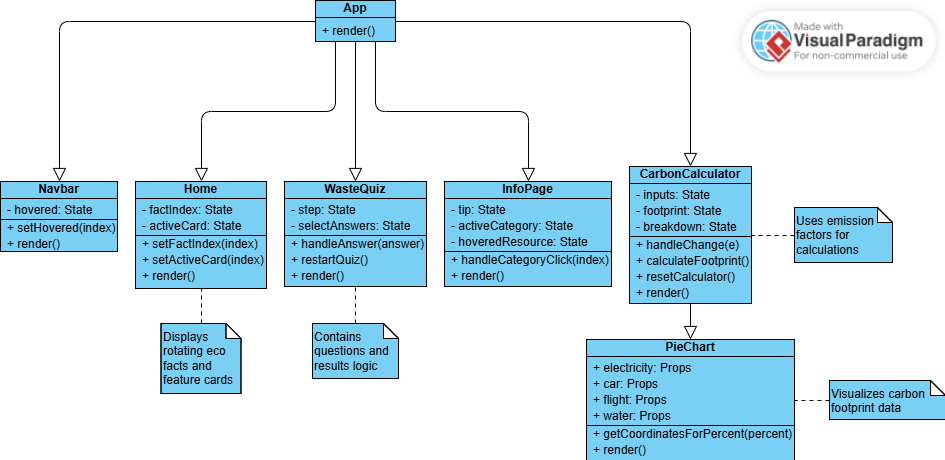 App
+ render()
Made with
Visual Paradigm
For non-commercial use
Navbar
- hovered: State
+ setHovered(index)
+ render()
Home
- factIndex: State
- activeCard: State
+ setFactIndex(index)
+ setActiveCard(index)
+ render()
WasteQuiz
- step: State
- selectAnswers: State
+ handleAnswer(answer)
+ restartQuiz()
+ render()
InfoPage
- tip: State
- activeCategory: State
- hoveredResource: State
+ handleCategoryClick(index)
+ render()
CarbonCalculator
- inputs: State
- footprint: State
- breakdown: State
+ handleChange(e)
+ calculateFootprint()
+ resetCalculator()
+ render()
Uses emission
factors for
calculations
Displays
rotating eco
facts and
feature cards
Contains
questions and
results logic
PieChart
+ electricity: Props
+ car: Props
+ flight: Props
+ water: Props
+ getCoordinatesForPercent(percent)
+ render()
Visualizes carbon
footprint data